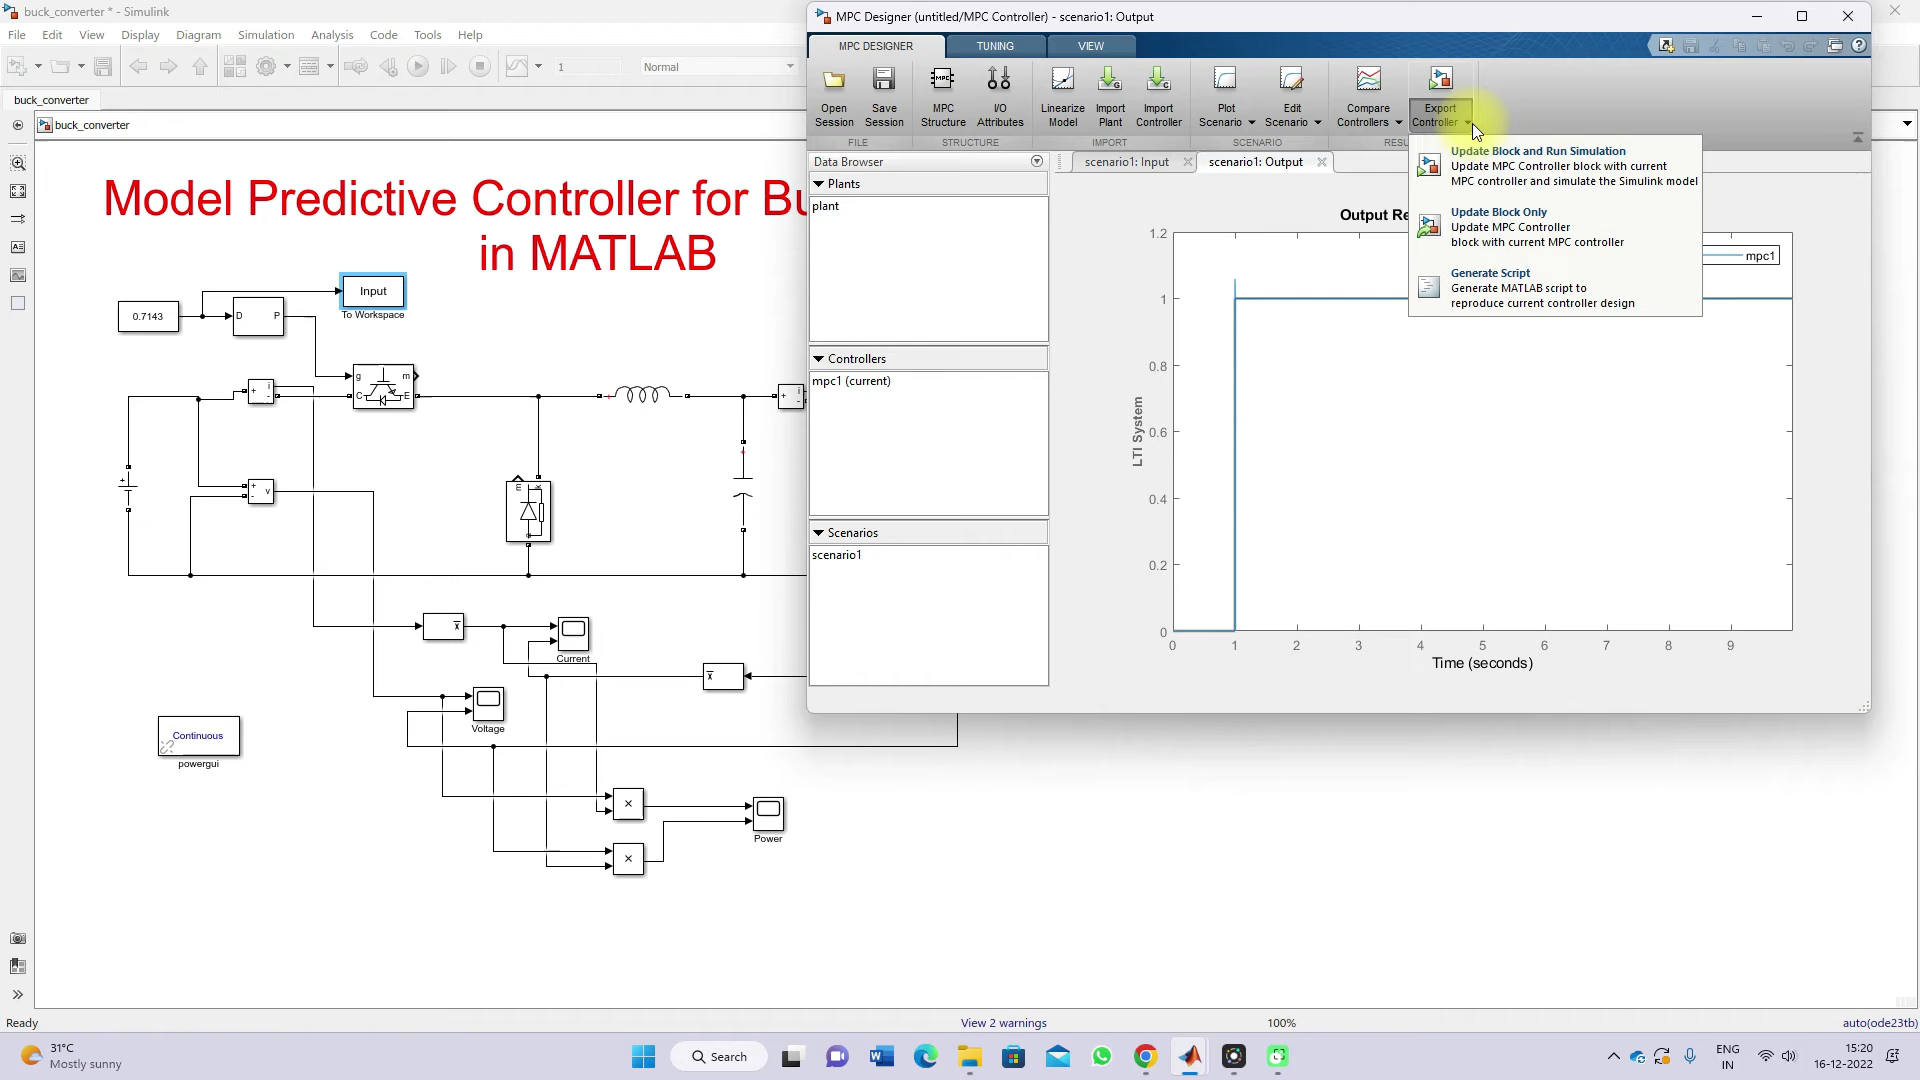 buck_converter * - Simulink
File Edit View Display Diagram Simulation Analysis Code Tools Help
1
Normal
buck_converter
buck_converter
Model Predictive Controller for Bu
in MATLAB
0.7143
D P
Input
To Workspace
g m
C E
+ i
-
+ v
-
+
m k
a
+ i
-
x
Current
x
Voltage
Continuous
powergui
×
×
Power
Ready
View 2 warnings
100%
auto(ode23tb)
MPC Designer (untitled/MPC Controller) - scenario1: Output
MPC DESIGNER TUNING VIEW
Open Session
Save Session
MPC Structure
I/O Attributes
Linearize Model
Import Plant
Import Controller
Plot Scenario
Edit Scenario
Compare Controllers
Export Controller
FILE STRUCTURE IMPORT SCENARIO RESU
Update Block and Run Simulation
Update MPC Controller block with current
MPC controller and simulate the Simulink model
Update Block Only
Update MPC Controller
block with current MPC controller
Generate Script
Generate MATLAB script to
reproduce current controller design
Data Browser
Plants
plant
Controllers
mpc1 (current)
Scenarios
scenario1
scenario1: Input
scenario1: Output
Output Re
mpc1
LTI System
1.2
1
0.8
0.6
0.4
0.2
0
0 1 2 3 4 5 6 7 8 9
Time (seconds)
31°C
Mostly sunny
Search
ENG
IN
15:20
16-12-2022